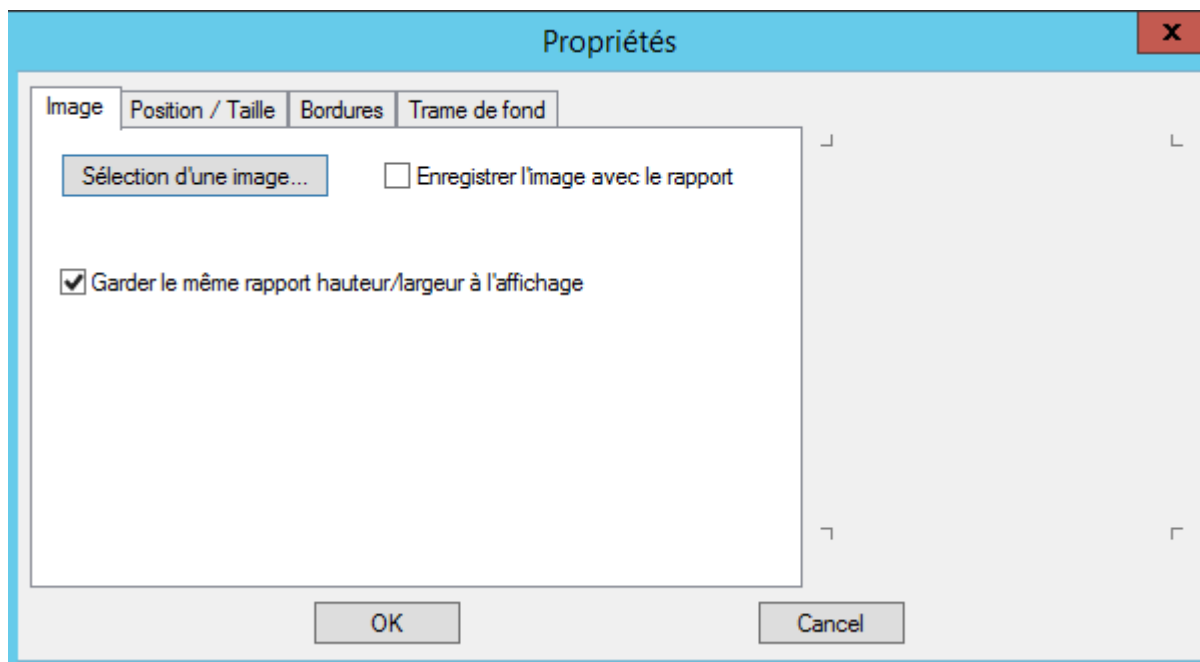 Propriétés
x
Image Position / Taille Bordures Trame de fond
Sélection d'une image... Enregistrer l'image avec le rapport
Garder le même rapport hauteur/largeur à l'affichage
OK Cancel